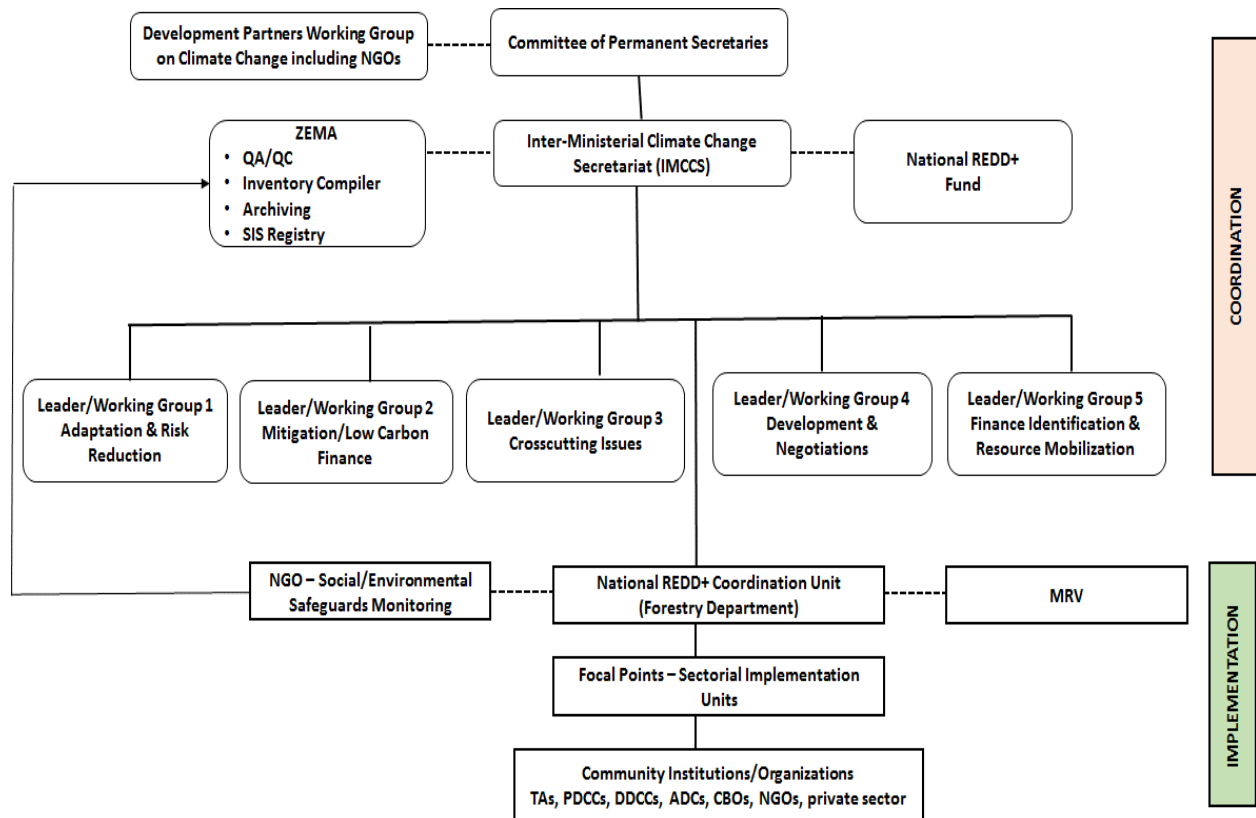 Development Partners Working Group
on Climate Change including NGOs
Committee of Permanent Secretaries
ZEMA
• QA/QC
• Inventory Compiler
• Archiving
• SIS Registry
Inter-Ministerial Climate Change
Secretariat (IMCCS)
National REDD+
Fund
COORDINATION
Leader/Working Group 1
Adaptation & Risk
Reduction
Leader/Working Group 2
Mitigation/Low Carbon
Finance
Leader/Working Group 3
Crosscutting Issues
Leader/Working Group 4
Development &
Negotiations
Leader/Working Group 5
Finance Identification &
Resource Mobilization
NGO – Social/Environmental
Safeguards Monitoring
National REDD+ Coordination Unit
(Forestry Department)
MRV
IMPLEMENTATION
Focal Points – Sectorial Implementation
Units
Community Institutions/Organizations
TAs, PDCCs, DDCCs, ADCs, CBOs, NGOs, private sector